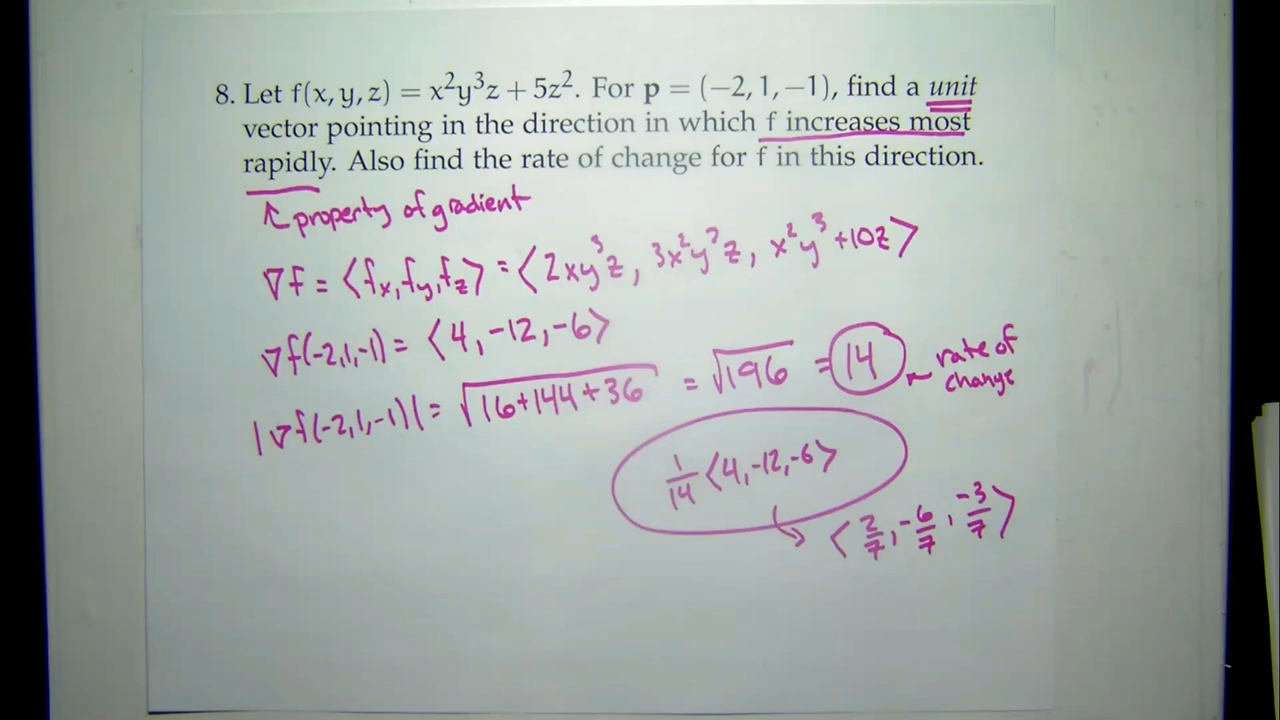 8. Let f(x, y, z) = x²y³z + 5z². For p = (−2, 1, −1), find a unit
vector pointing in the direction in which f increases most
rapidly. Also find the rate of change for f in this direction.
↖ property of gradient
∇f = ⟨fx, fy, fz⟩ = ⟨2xy³z, 3x²y²z, x²y³ +10z⟩
∇f(-2,1,-1) = ⟨4, -12, -6⟩
|∇f(-2,1,-1)| = √16+144+36 = √196 = 14 ← rate of change
1/14 ⟨4, -12, -6⟩
↪ ⟨2/7, -6/7, -3/7⟩